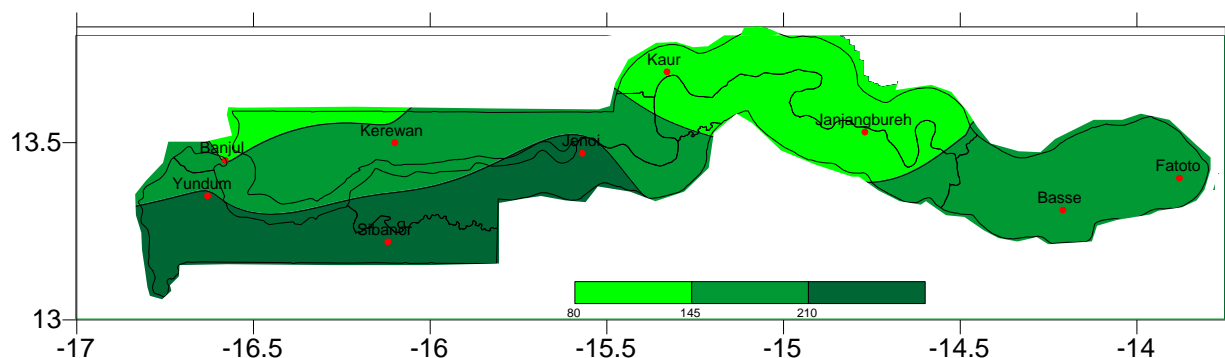 Kaur
13.5
Janjangbureh
Kerewan
Jenoi
Banjul
Fatoto
Yundum
Basse
Sibanor
80 145 210
13
-17 -16.5 -16 -15.5 -15 -14.5 -14